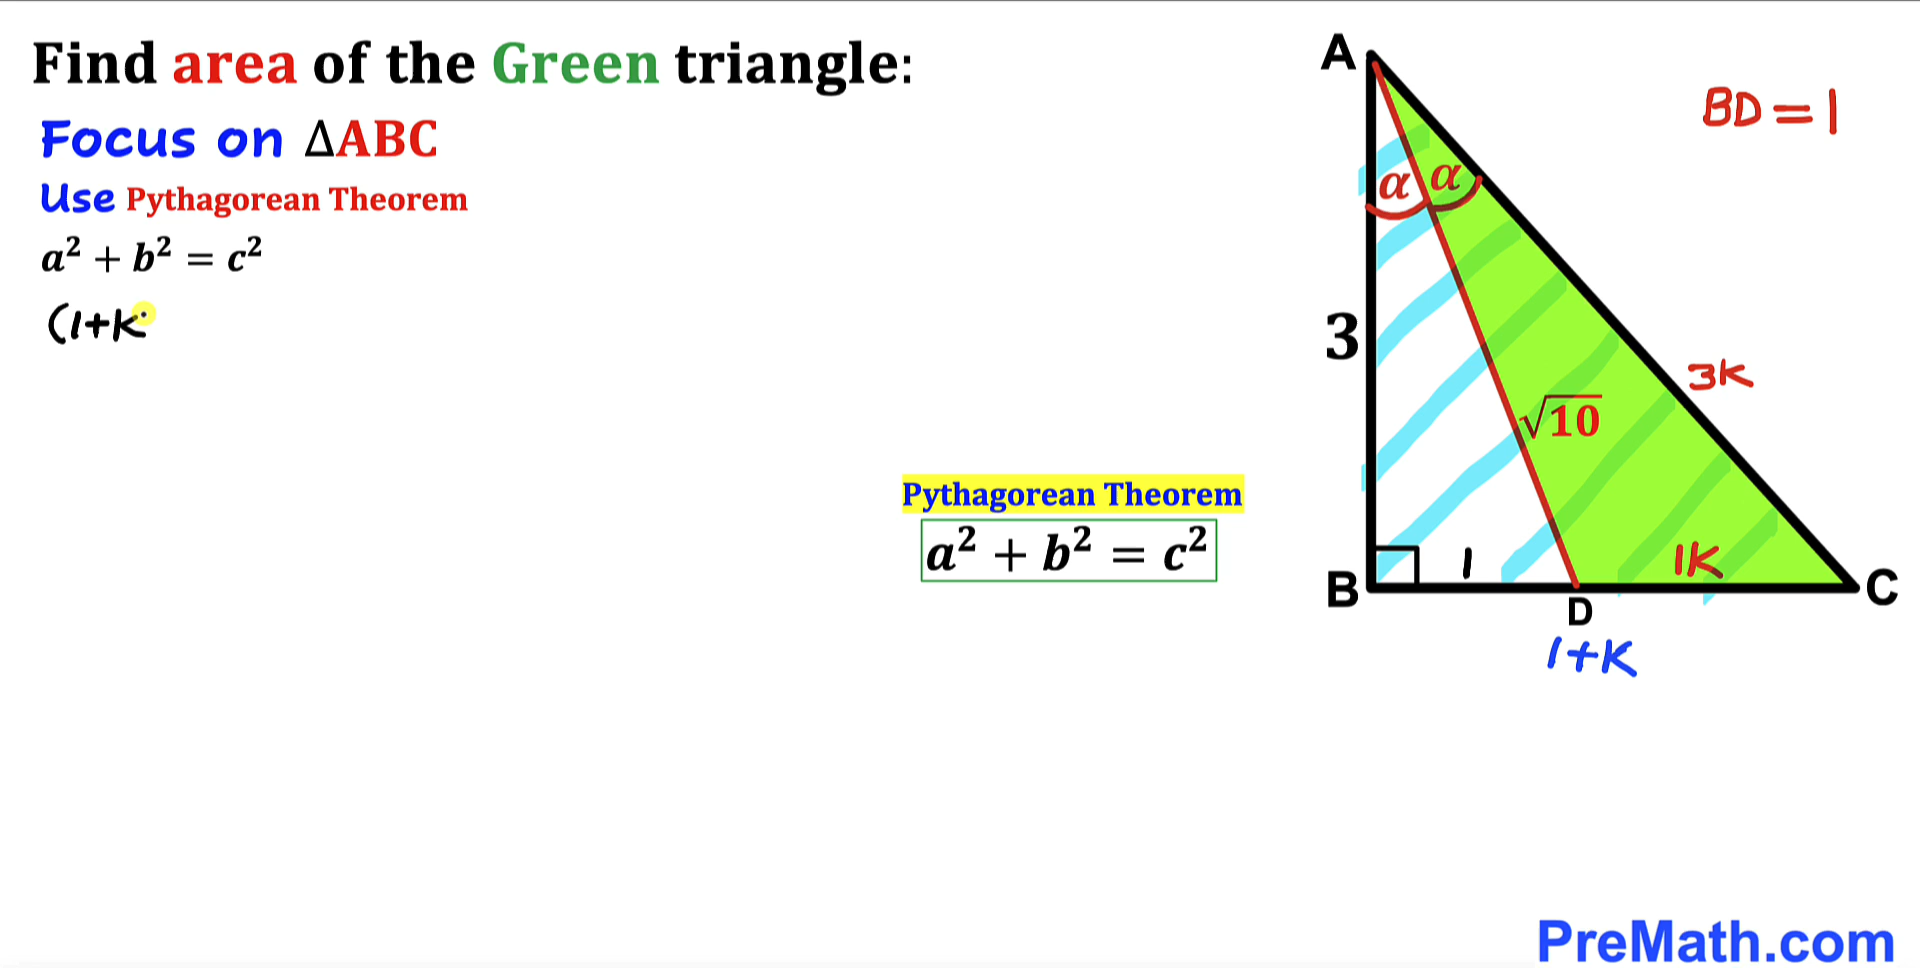 Find area of the Green triangle:
Focus on ΔABC
Use Pythagorean Theorem
a² + b² = c²
(1+K
Pythagorean Theorem
a² + b² = c²
A
BD=1
α α
3
3K
√10
1
1K
B
D
C
1+K
PreMath.com